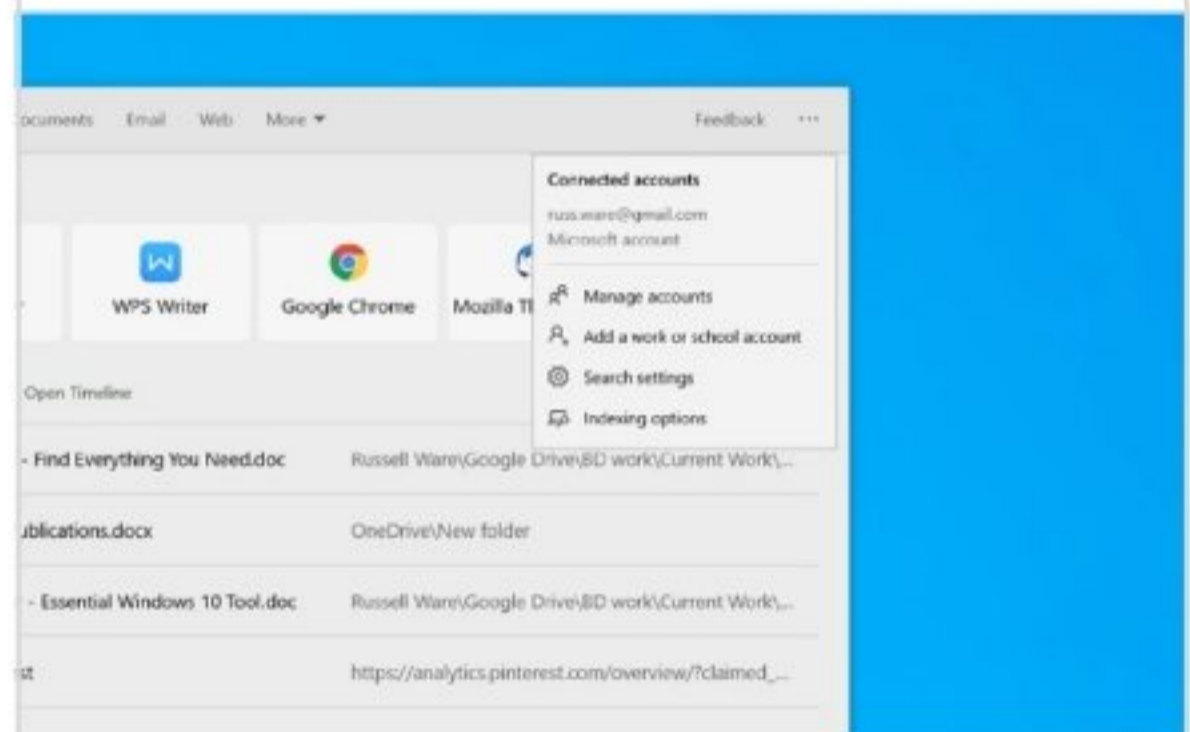 ocuments Email Web More Feedback ...
Connected accounts
russ.ware@gmail.com
Microsoft account
WPS Writer Google Chrome Mozilla Th
Manage accounts
Add a work or school account
Search settings
Indexing options
Open Timeline
- Find Everything You Need.doc Russell Ware\Google Drive\BD work\Current Work\...
ublications.docx OneDrive\New folder
- Essential Windows 10 Tool.doc Russell Ware\Google Drive\BD work\Current Work\...
st https://analytics.pinterest.com/overview/?claimed_...